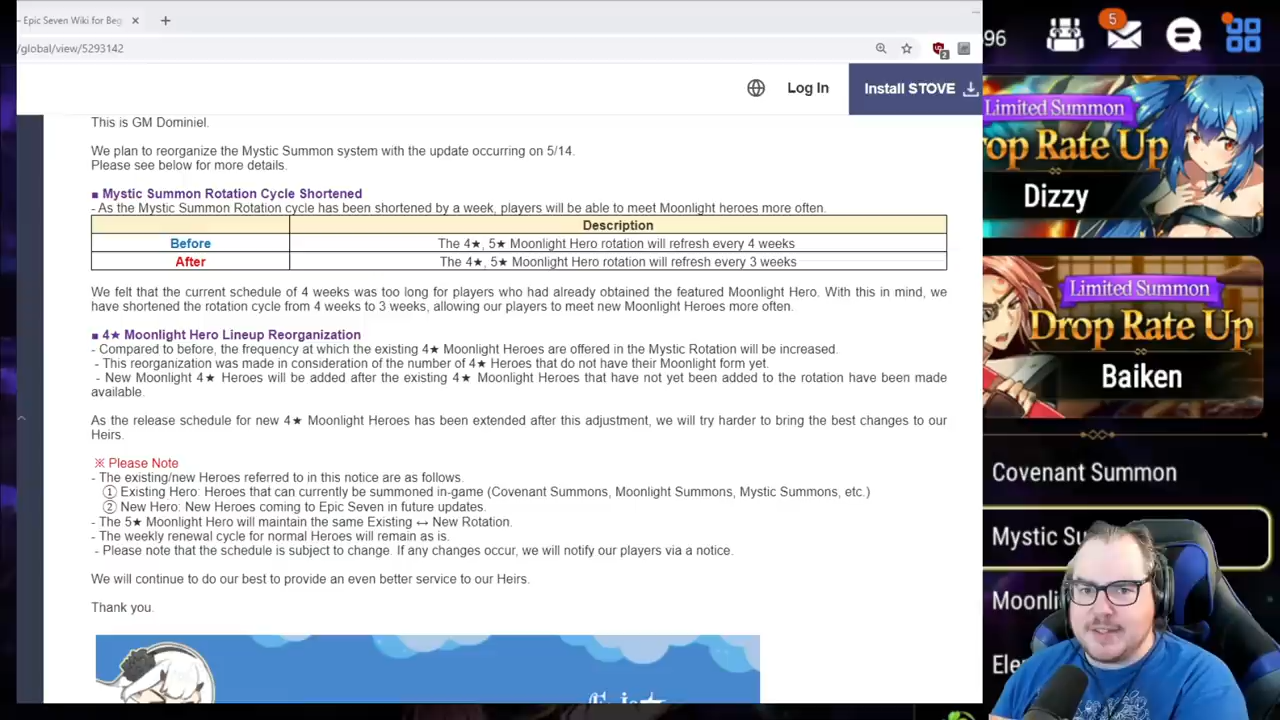 - Epic Seven Wiki for Beg
/global/view/5293142
2
Log In
Install STOVE
This is GM Dominiel.
We plan to reorganize the Mystic Summon system with the update occurring on 5/14.
Please see below for more details.
■ Mystic Summon Rotation Cycle Shortened
- As the Mystic Summon Rotation cycle has been shortened by a week, players will be able to meet Moonlight heroes more often.
Description
Before The 4★, 5★ Moonlight Hero rotation will refresh every 4 weeks
After The 4★, 5★ Moonlight Hero rotation will refresh every 3 weeks
We felt that the current schedule of 4 weeks was too long for players who had already obtained the featured Moonlight Hero. With this in mind, we
have shortened the rotation cycle from 4 weeks to 3 weeks, allowing our players to meet new Moonlight Heroes more often.
■ 4★ Moonlight Hero Lineup Reorganization
- Compared to before, the frequency at which the existing 4★ Moonlight Heroes are offered in the Mystic Rotation will be increased.
- This reorganization was made in consideration of the number of 4★ Heroes that do not have their Moonlight form yet.
- New Moonlight 4★ Heroes will be added after the existing 4★ Moonlight Heroes that have not yet been added to the rotation have been made
available.
As the release schedule for new 4★ Moonlight Heroes has been extended after this adjustment, we will try harder to bring the best changes to our
Heirs.
※ Please Note
- The existing/new Heroes referred to in this notice are as follows.
① Existing Hero: Heroes that can currently be summoned in-game (Covenant Summons, Moonlight Summons, Mystic Summons, etc.)
② New Hero: New Heroes coming to Epic Seven in future updates.
- The 5★ Moonlight Hero will maintain the same Existing ↔ New Rotation.
- The weekly renewal cycle for normal Heroes will remain as is.
- Please note that the schedule is subject to change. If any changes occur, we will notify our players via a notice.
We will continue to do our best to provide an even better service to our Heirs.
Thank you.
96
5
Limited Summon
rop Rate Up
Dizzy
Limited Summon
Drop Rate Up
Baiken
Covenant Summon
Mystic Su
Moonli
Ele